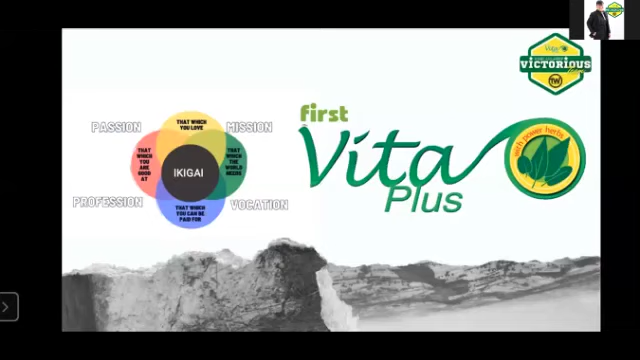 VICTORIOUS
TW
first
Vita
Plus
with power herbs
PASSION
MISSION
THAT WHICH
YOU LOVE
THAT
WHICH
YOU
ARE
GOOD
AT
IKIGAI
THAT
WHICH
THE
WORLD
NEEDS
PROFESSION
VOCATION
THAT WHICH
YOU CAN BE
PAID FOR